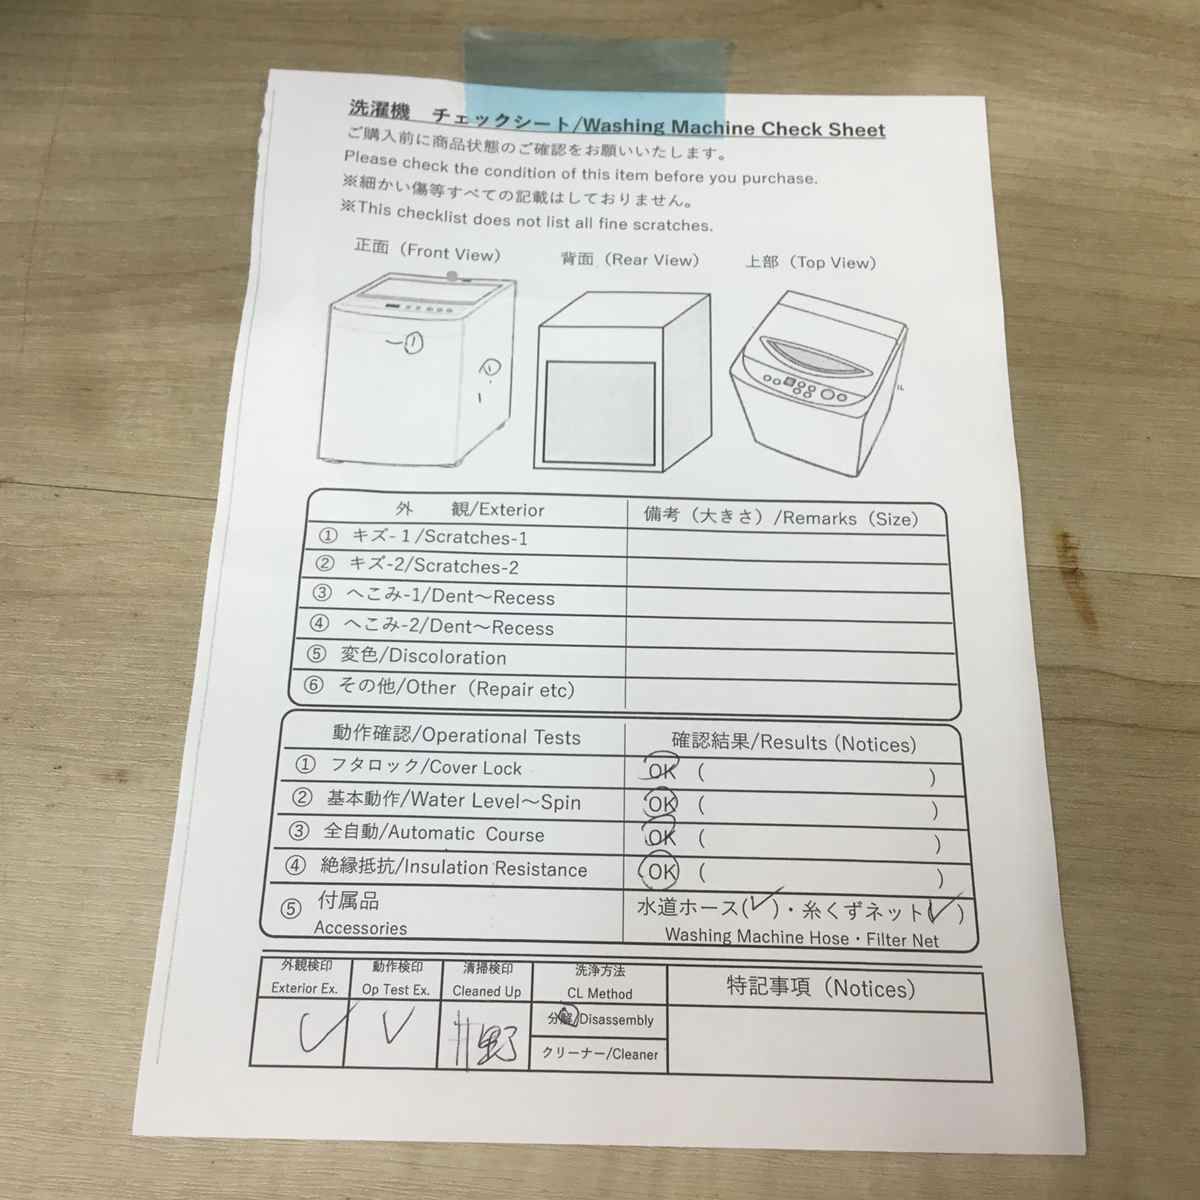 洗濯機　チェックシート/Washing Machine Check Sheet
ご購入前に商品状態のご確認をお願いいたします。
Please check the condition of this item before you purchase.
※細かい傷等すべての記載はしておりません。
※This checklist does not list all fine scratches.
正面（Front View） 背面（Rear View） 上部（Top View）
①
①
外　観/Exterior 備考（大きさ）/Remarks（Size）
① キズ-１/Scratches-1
② キズ-2/Scratches-2
③ へこみ-1/Dent〜Recess
④ へこみ-2/Dent〜Recess
⑤ 変色/Discoloration
⑥ その他/Other（Repair etc）
動作確認/Operational Tests 確認結果/Results (Notices)
① フタロック/Cover Lock OK （ ）
② 基本動作/Water Level〜Spin OK （ ）
③ 全自動/Automatic Course OK （ ）
④ 絶縁抵抗/Insulation Resistance OK （ ）
⑤ 付属品 水道ホース(✓)・糸くずネット(✓)
Accessories Washing Machine Hose・Filter Net
外観検印 動作検印 清掃検印 洗浄方法 特記事項（Notices）
Exterior Ex. Op Test Ex. Cleaned Up CL Method
✓ ✓ 井野 分解/Disassembly
クリーナー/Cleaner